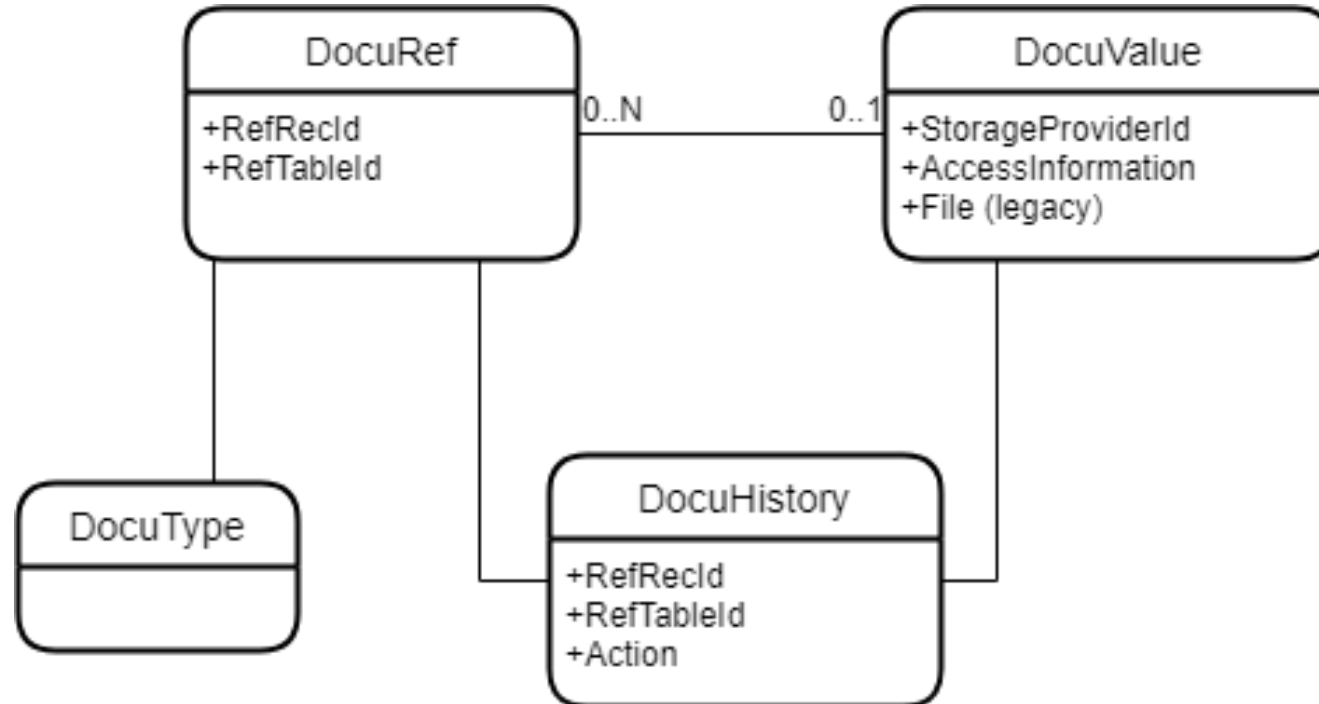 DocuRef
+RefRecId
+RefTableId
0..N
0..1
DocuValue
+StorageProviderId
+AccessInformation
+File (legacy)
DocuType
DocuHistory
+RefRecId
+RefTableId
+Action